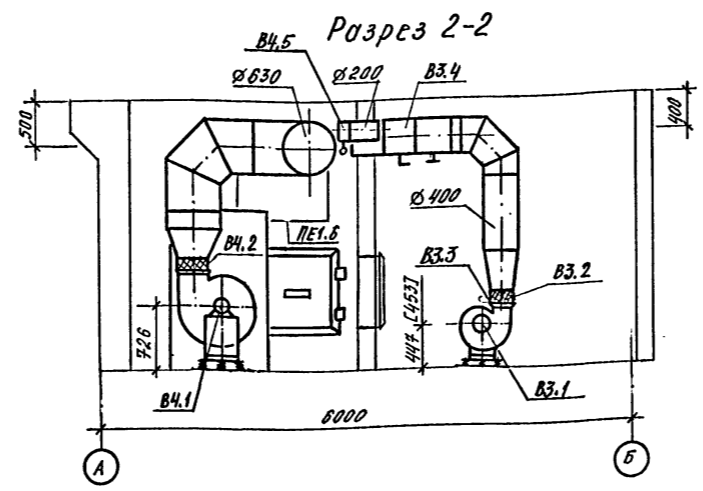 Разрез 2-2
В4.5
Ø630
Ø200
В3.4
500
400
Ø400
ПЕ1.6
В4.2
В3.3
В3.2
726
447 [453]
В4.1
В3.1
6000
А
Б